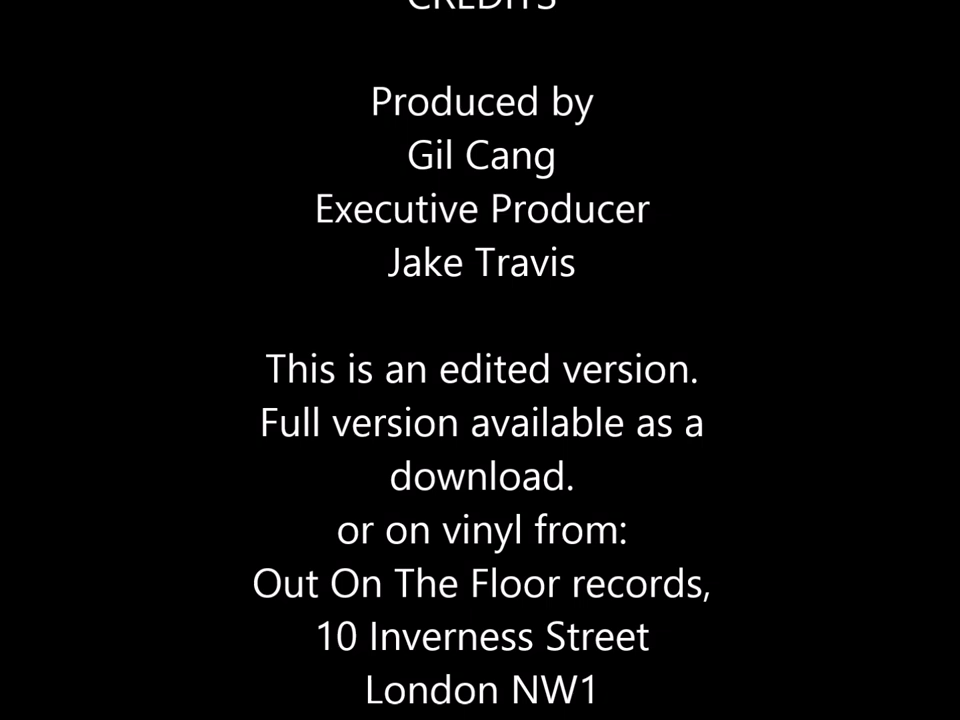 CREDITS
Produced by
Gil Cang
Executive Producer
Jake Travis
This is an edited version.
Full version available as a
download.
or on vinyl from:
Out On The Floor records,
10 Inverness Street
London NW1